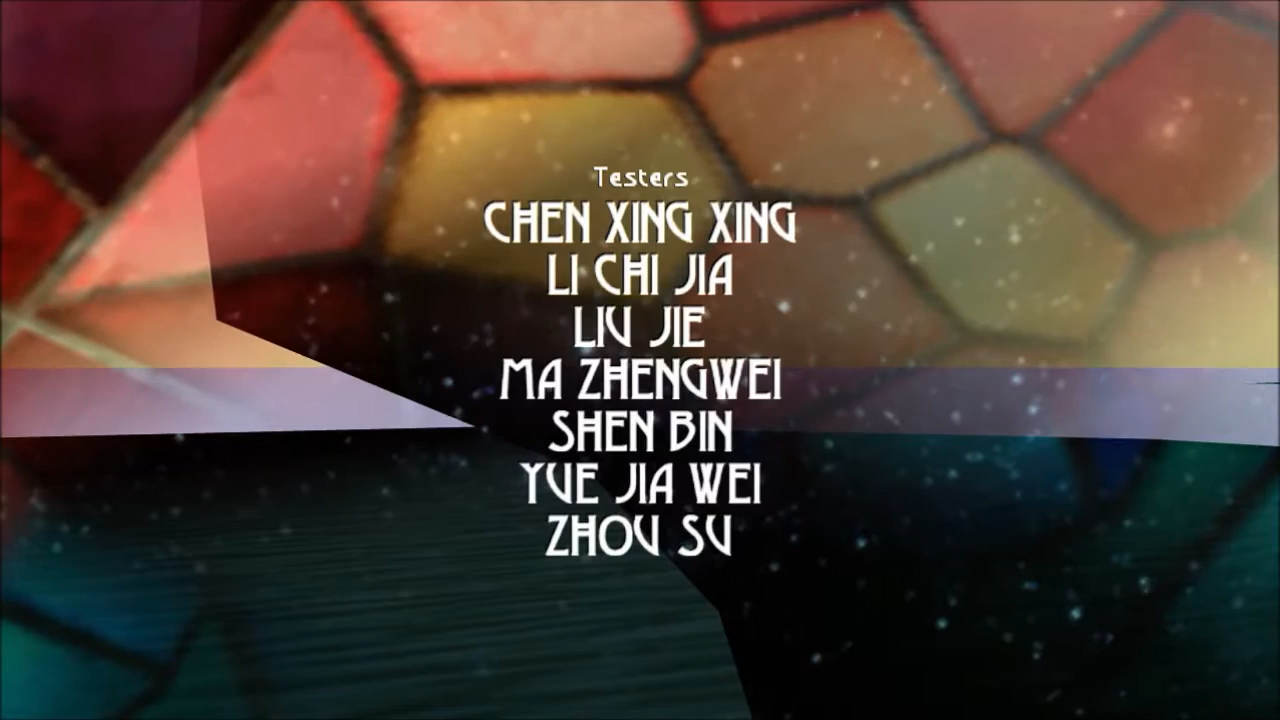 Testers
CHEN XING XING
LI CHI JIA
LIU JIE
MA ZHENGWEI
SHEN BIN
YUE JIA WEI
ZHOU SU